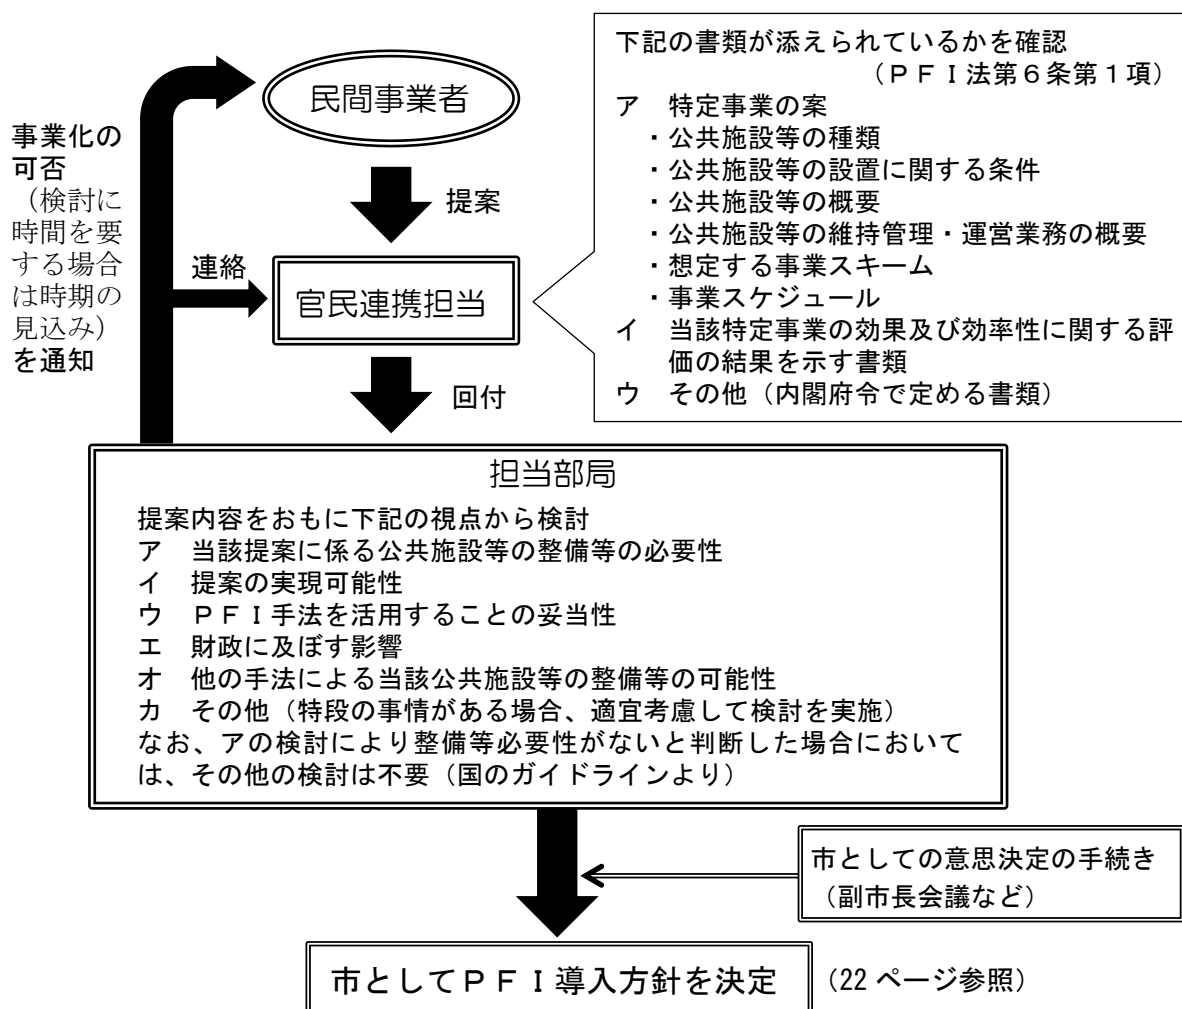 民間事業者
提案
事業化の
可否
（検討に
時間を要
する場合
は時期の
見込み）
を通知
連絡
官民連携担当
回付
下記の書類が添えられているかを確認
（ＰＦＩ法第６条第１項）
ア　特定事業の案
・公共施設等の種類
・公共施設等の設置に関する条件
・公共施設等の概要
・公共施設等の維持管理・運営業務の概要
・想定する事業スキーム
・事業スケジュール
イ　当該特定事業の効果及び効率性に関する評
価の結果を示す書類
ウ　その他（内閣府令で定める書類）
担当部局
提案内容をおもに下記の視点から検討
ア　当該提案に係る公共施設等の整備等の必要性
イ　提案の実現可能性
ウ　ＰＦＩ手法を活用することの妥当性
エ　財政に及ぼす影響
オ　他の手法による当該公共施設等の整備等の可能性
カ　その他（特段の事情がある場合、適宜考慮して検討を実施）
なお、アの検討により整備等必要性がないと判断した場合において
は、その他の検討は不要（国のガイドラインより）
市としての意思決定の手続き
（副市長会議など）
市としてＰＦＩ導入方針を決定
（22 ページ参照）